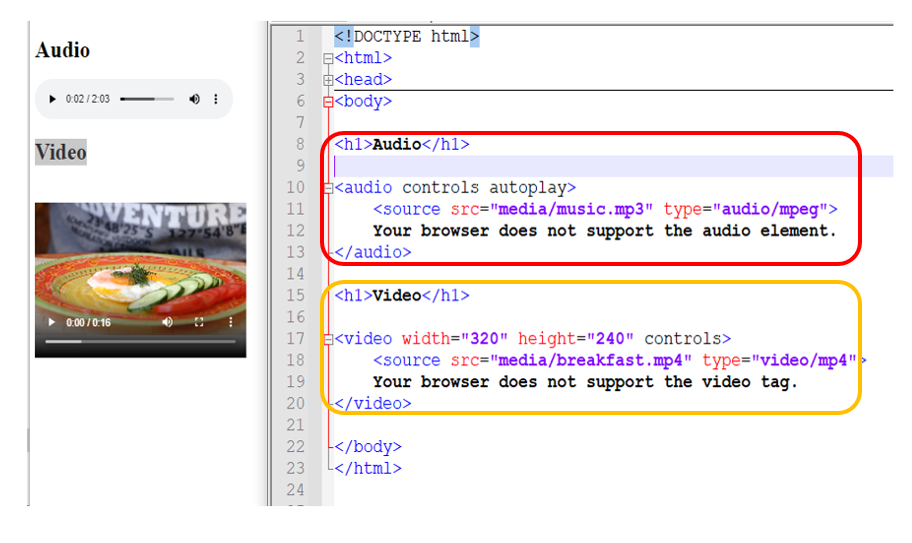 Audio
0:02 / 2:03
Video
VENTURE
0:00 / 0:16
1 <!DOCTYPE html>
2 <html>
3 <head>
6 <body>
7
8 <h1>Audio</h1>
9
10 <audio controls autoplay>
11 <source src="media/music.mp3" type="audio/mpeg">
12 Your browser does not support the audio element.
13 </audio>
14
15 <h1>Video</h1>
16
17 <video width="320" height="240" controls>
18 <source src="media/breakfast.mp4" type="video/mp4">
19 Your browser does not support the video tag.
20 </video>
21
22 </body>
23 </html>
24